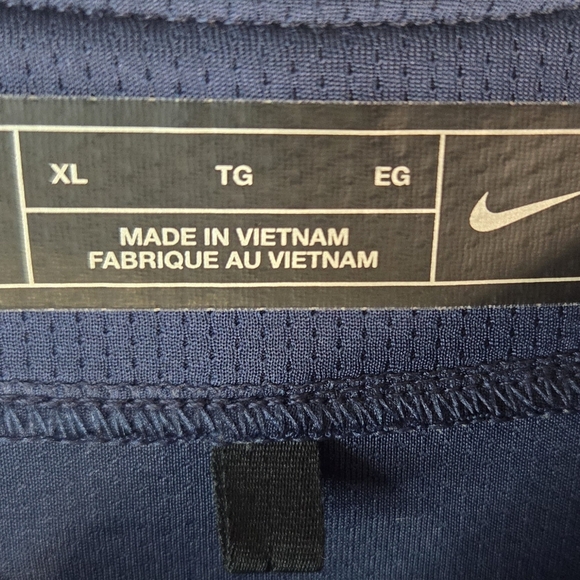 XL TG EG
MADE IN VIETNAM
FABRIQUE AU VIETNAM